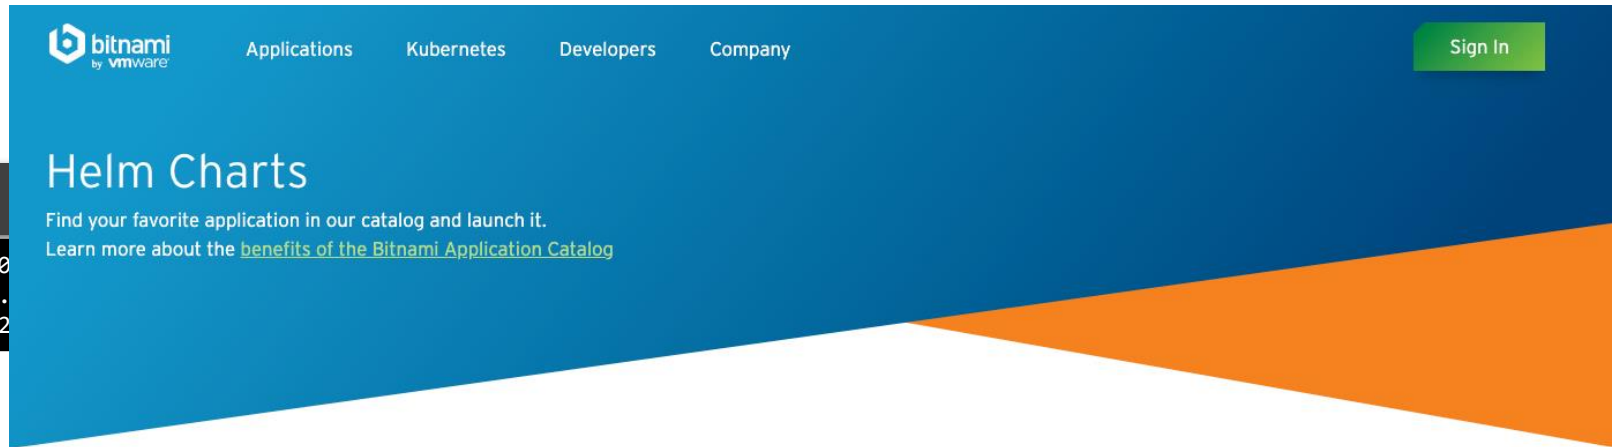 bitnami
by vmware
Applications
Kubernetes
Developers
Company
Sign In
Helm Charts
Find your favorite application in our catalog and launch it.
Learn more about the benefits of the Bitnami Application Catalog
.
2